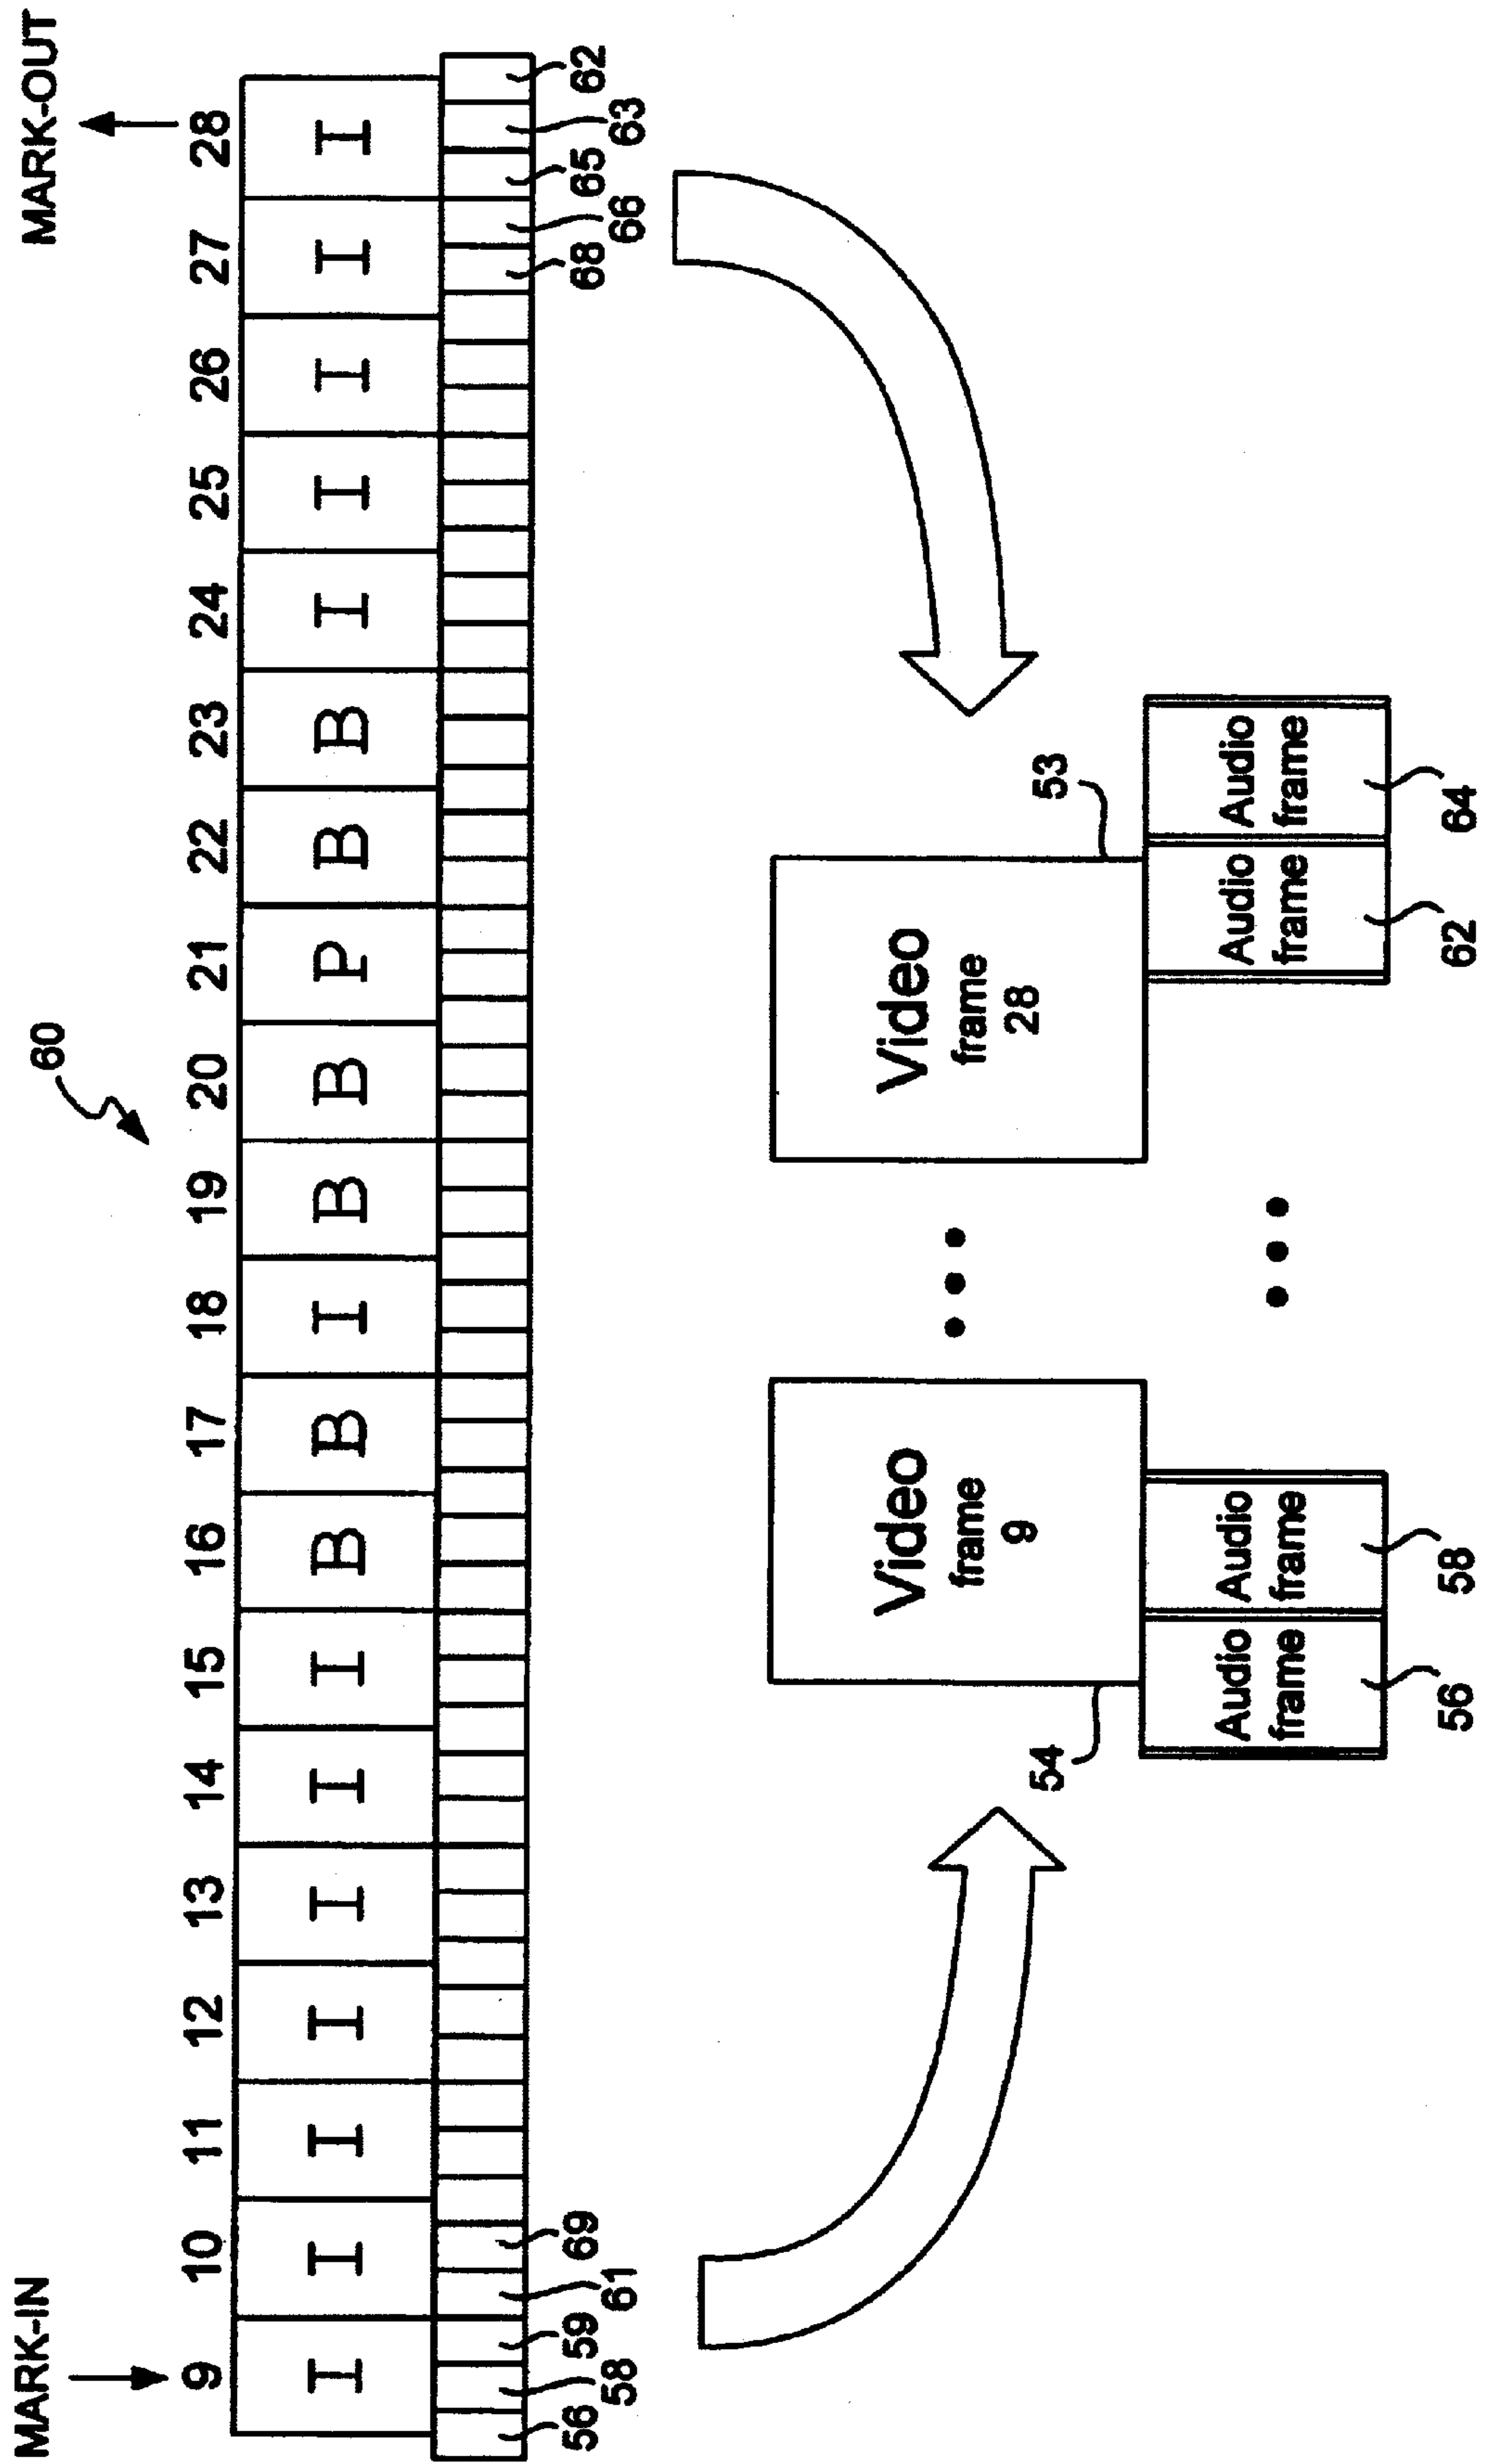 MARK-IN MARK-OUT
60
9 10 11 12 13 14 15 16 17 18 19 20 21 22 23 24 25 26 27 28
I I I I I I I B B I B B P B B I I I I I
56 58 59 61 69 68 66 65 63 62
54 53
Video
frame
9
Video
frame
28
Audio
frame
Audio
frame
Audio
frame
Audio
frame
56 58 62 64